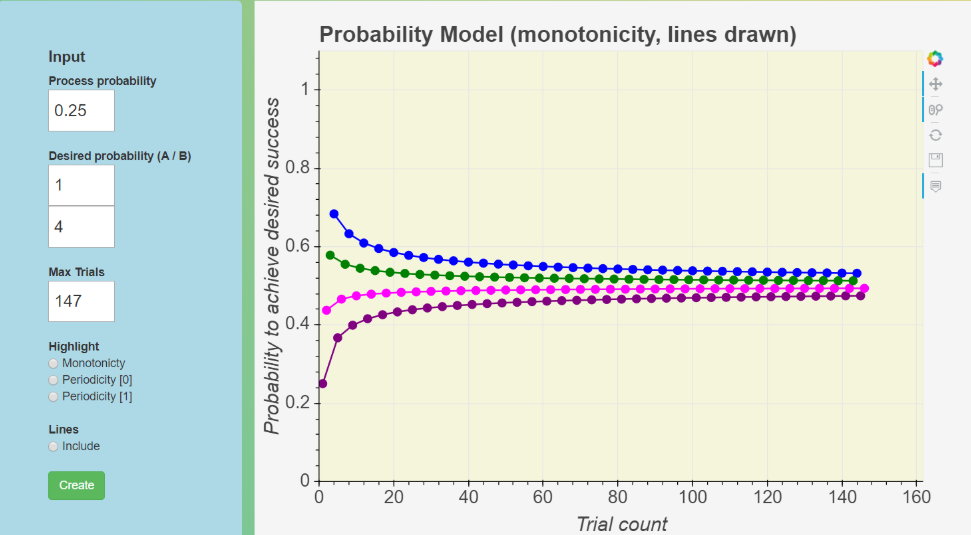 Input
Process probability
0.25
Desired probability (A / B)
1
4
Max Trials
147
Highlight
Monotonicty
Periodicity [0]
Periodicity [1]
Lines
Include
Create
Probability Model (monotonicity, lines drawn)
Probability to achieve desired success
1
0.8
0.6
0.4
0.2
0
0 20 40 60 80 100 120 140 160
Trial count